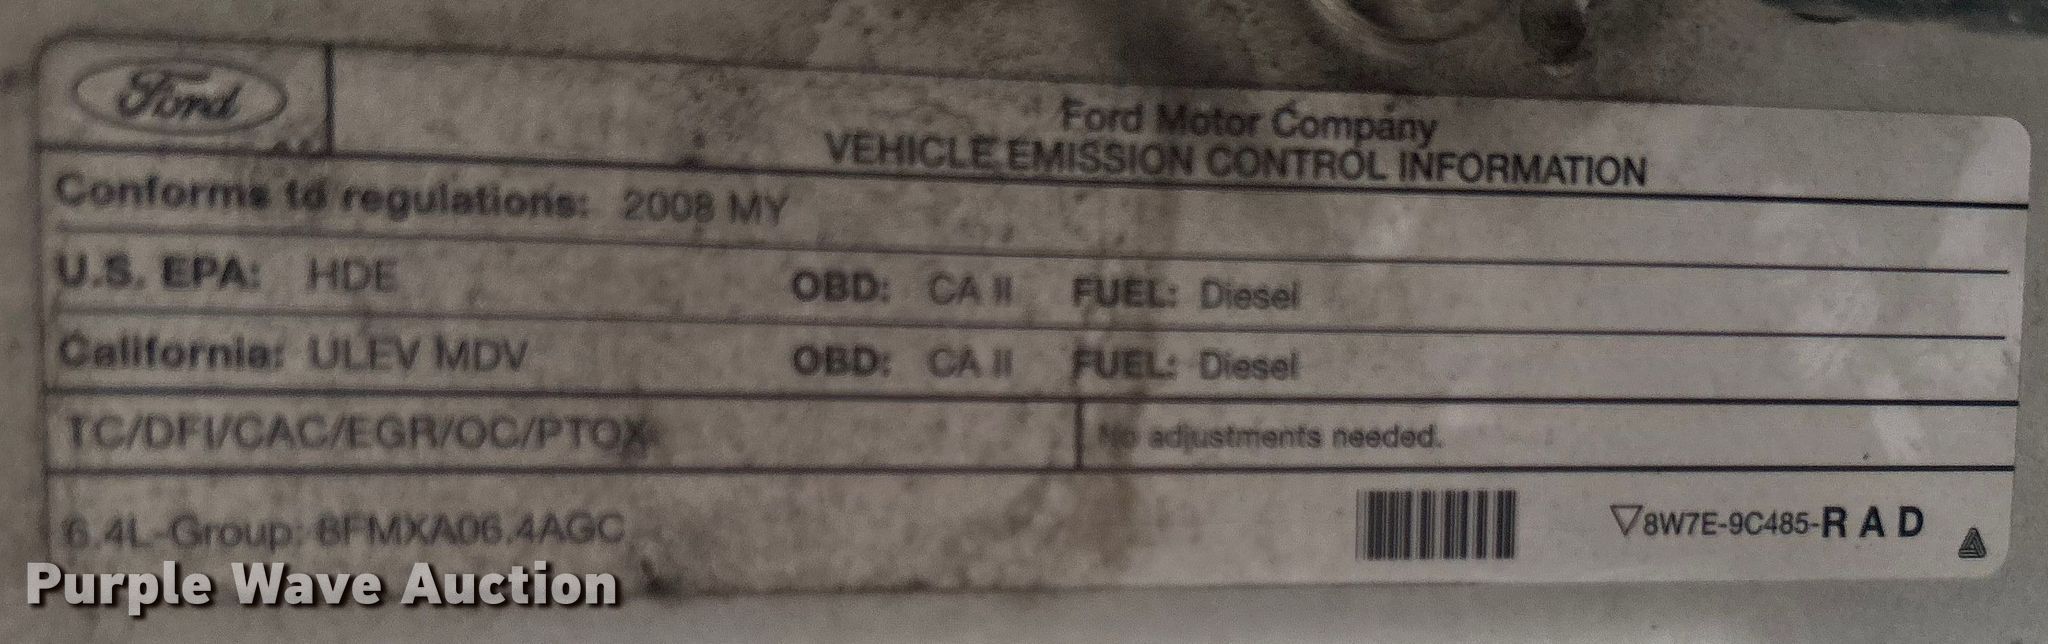 Ford
Ford Motor Company
VEHICLE EMISSION CONTROL INFORMATION
Conforms to regulations: 2008 MY
U.S. EPA: HDE OBD: CA II FUEL: Diesel
California: ULEV MDV OBD: CA II FUEL: Diesel
TC/DFI/CAC/EGR/OC/PTOX No adjustments needed.
6.4L-Group: 8FMXA06.4AGC
▽8W7E-9C485-R A D
Purple Wave Auction